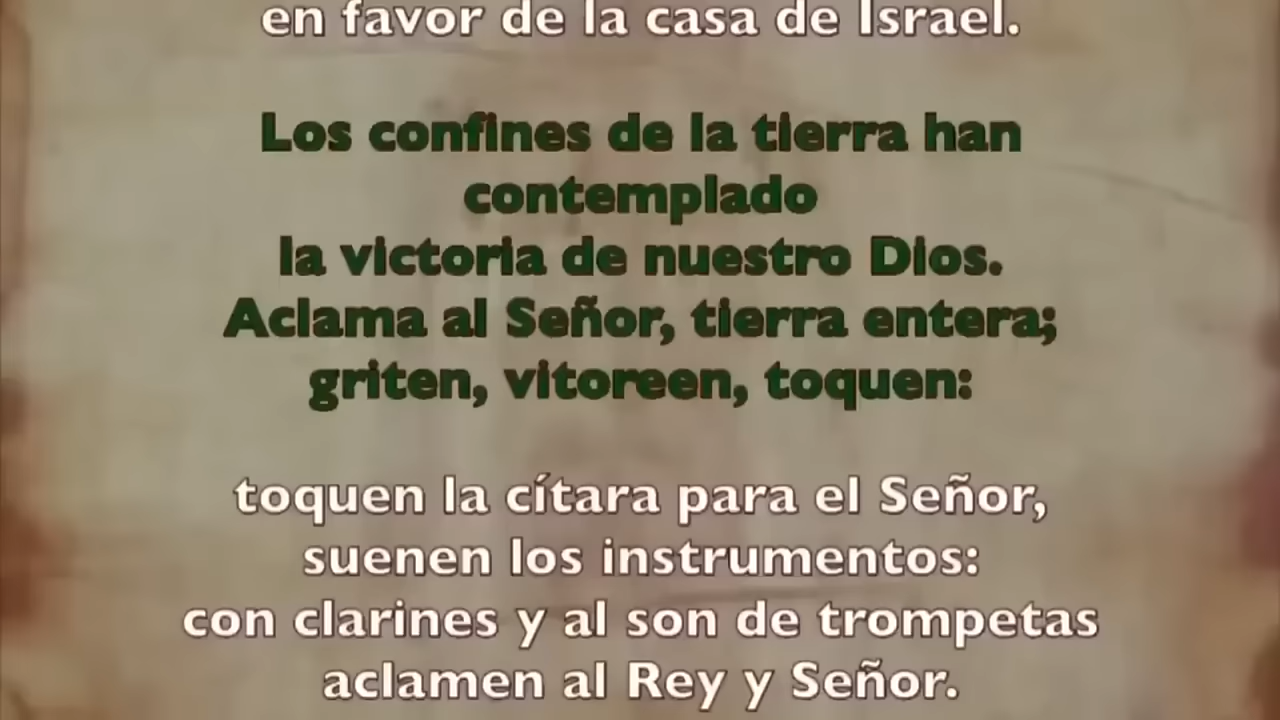 en favor de la casa de Israel.
Los confines de la tierra han
contemplado
la victoria de nuestro Dios.
Aclama al Señor, tierra entera;
griten, vitoreen, toquen:
toquen la cítara para el Señor,
suenen los instrumentos:
con clarines y al son de trompetas
aclamen al Rey y Señor.